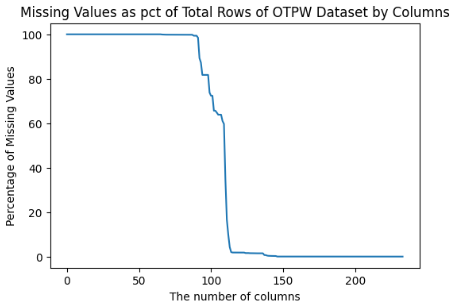 Missing Values as pct of Total Rows of OTPW Dataset by Columns
100
80
60
40
20
0
Percentage of Missing Values
0 50 100 150 200
The number of columns